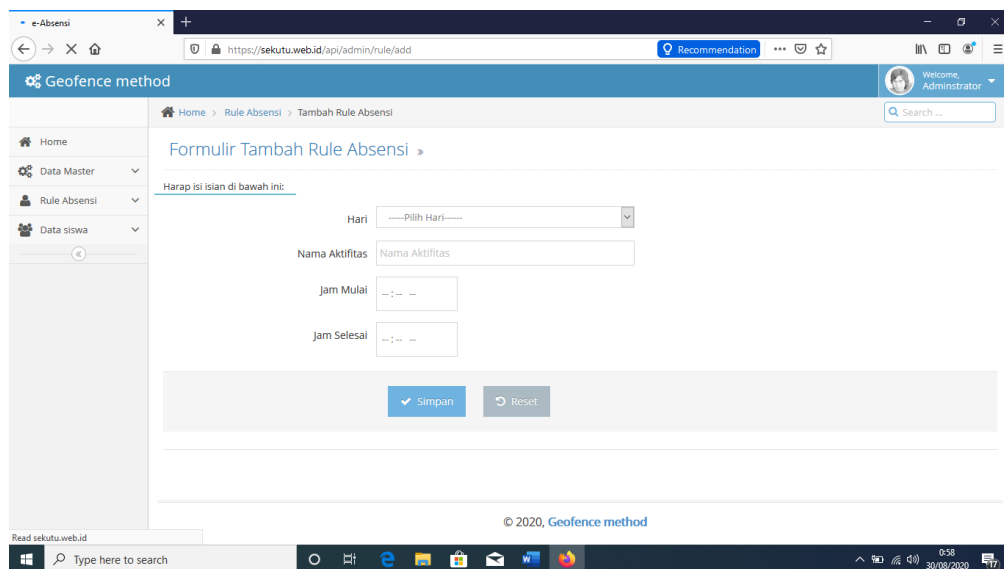 e-Absensi
https://sekutu.web.id/api/admin/rule/add
Recommendation
Geofence method
Welcome,
Adminstrator
Home > Rule Absensi > Tambah Rule Absensi
Search ...
Home
Data Master
Rule Absensi
Data siswa
Formulir Tambah Rule Absensi »
Harap isi isian di bawah ini:
Hari -----Pilih Hari------
Nama Aktifitas Nama Aktifitas
Jam Mulai --:-- --
Jam Selesai --:-- --
Simpan Reset
© 2020, Geofence method
Read sekutu.web.id
Type here to search
0:58
30/08/2020
17